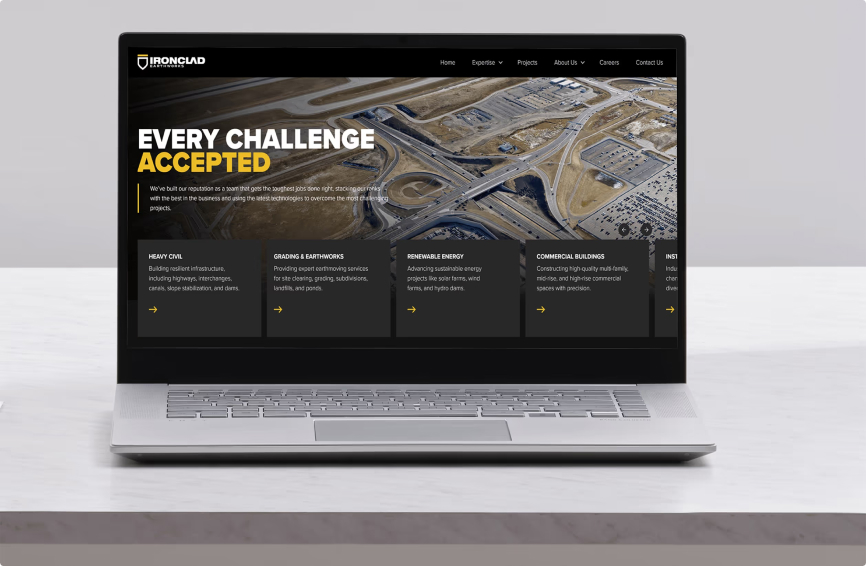 IRONCLAD
EARTHWORKS
Home Expertise Projects About Us Careers Contact Us
EVERY CHALLENGE
ACCEPTED
We've built our reputation as a team that gets the toughest jobs done right, stacking our ranks
with the best in the business and using the latest technologies to overcome the most challenging
projects.
HEAVY CIVIL
Building resilient infrastructure,
including highways, interchanges,
canals, slope stabilization, and dams.
GRADING & EARTHWORKS
Providing expert earthmoving services
for site clearing, grading, subdivisions,
landfills, and ponds.
RENEWABLE ENERGY
Advancing sustainable energy
projects like solar farms, wind
farms, and hydro dams.
COMMERCIAL BUILDINGS
Constructing high-quality multi-family,
mid-rise, and high-rise commercial
spaces with precision.
INST
Indu
chem
dive